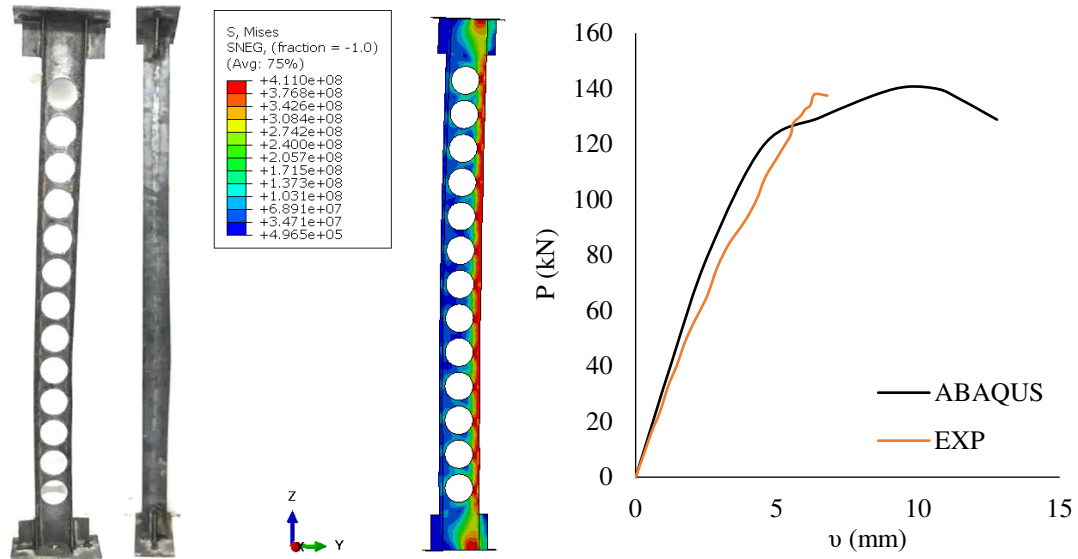 S, Mises
SNEG, (fraction = -1.0)
(Avg: 75%)
+4.110e+08
+3.768e+08
+3.426e+08
+3.084e+08
+2.742e+08
+2.400e+08
+2.057e+08
+1.715e+08
+1.373e+08
+1.031e+08
+6.891e+07
+3.471e+07
+4.965e+05
Z
X
Y
P (kN)
160
140
120
100
80
60
40
20
0
0
5
10
15
υ (mm)
ABAQUS
EXP